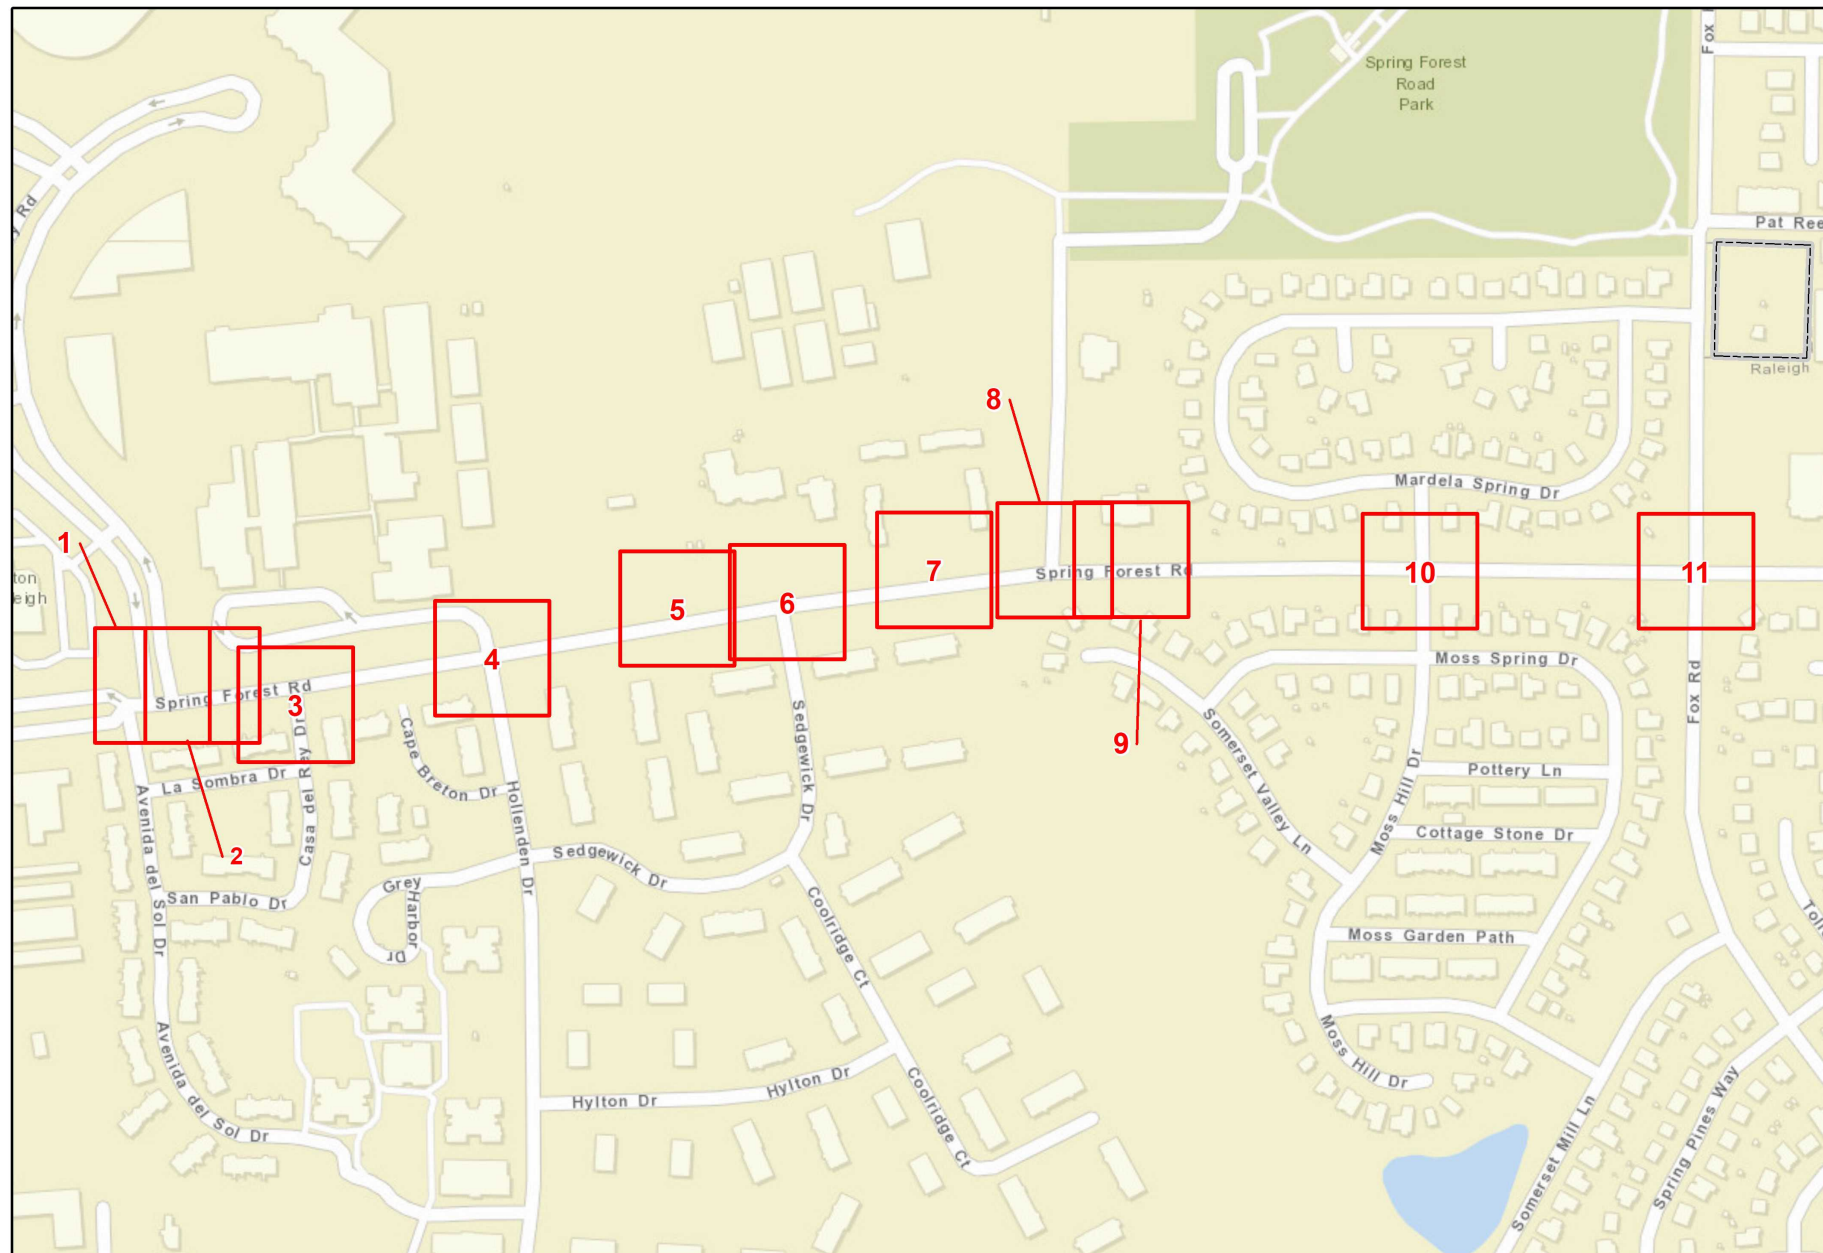 Fox
Spring Forest
Road
Park
Rd
Pat Ree
Raleigh
8
Mardela Spring Dr
1
ton
eigh
7
Spring Forest Rd
10
11
5
6
4
Moss Spring Dr
Spring Forest Rd
3
Fox Rd
9
Cape Breton Dr
Sedgewick Dr
Somerset Valley Ln
La Sombra Dr
Casa del Rey Dr
Pottery Ln
Moss Hill Dr
Avenida del Sol Dr
Hollenden Dr
Cottage Stone Dr
2
Sedgewick Dr
Grey
Harbor
Dr
San Pablo Dr
Coolridge Ct
Moss Garden Path
Avenida del Sol Dr
Moss Hill Dr
Hylton Dr
Hylton Dr
Coolridge Ct
Somerset Mill Ln
Spring Pines Way